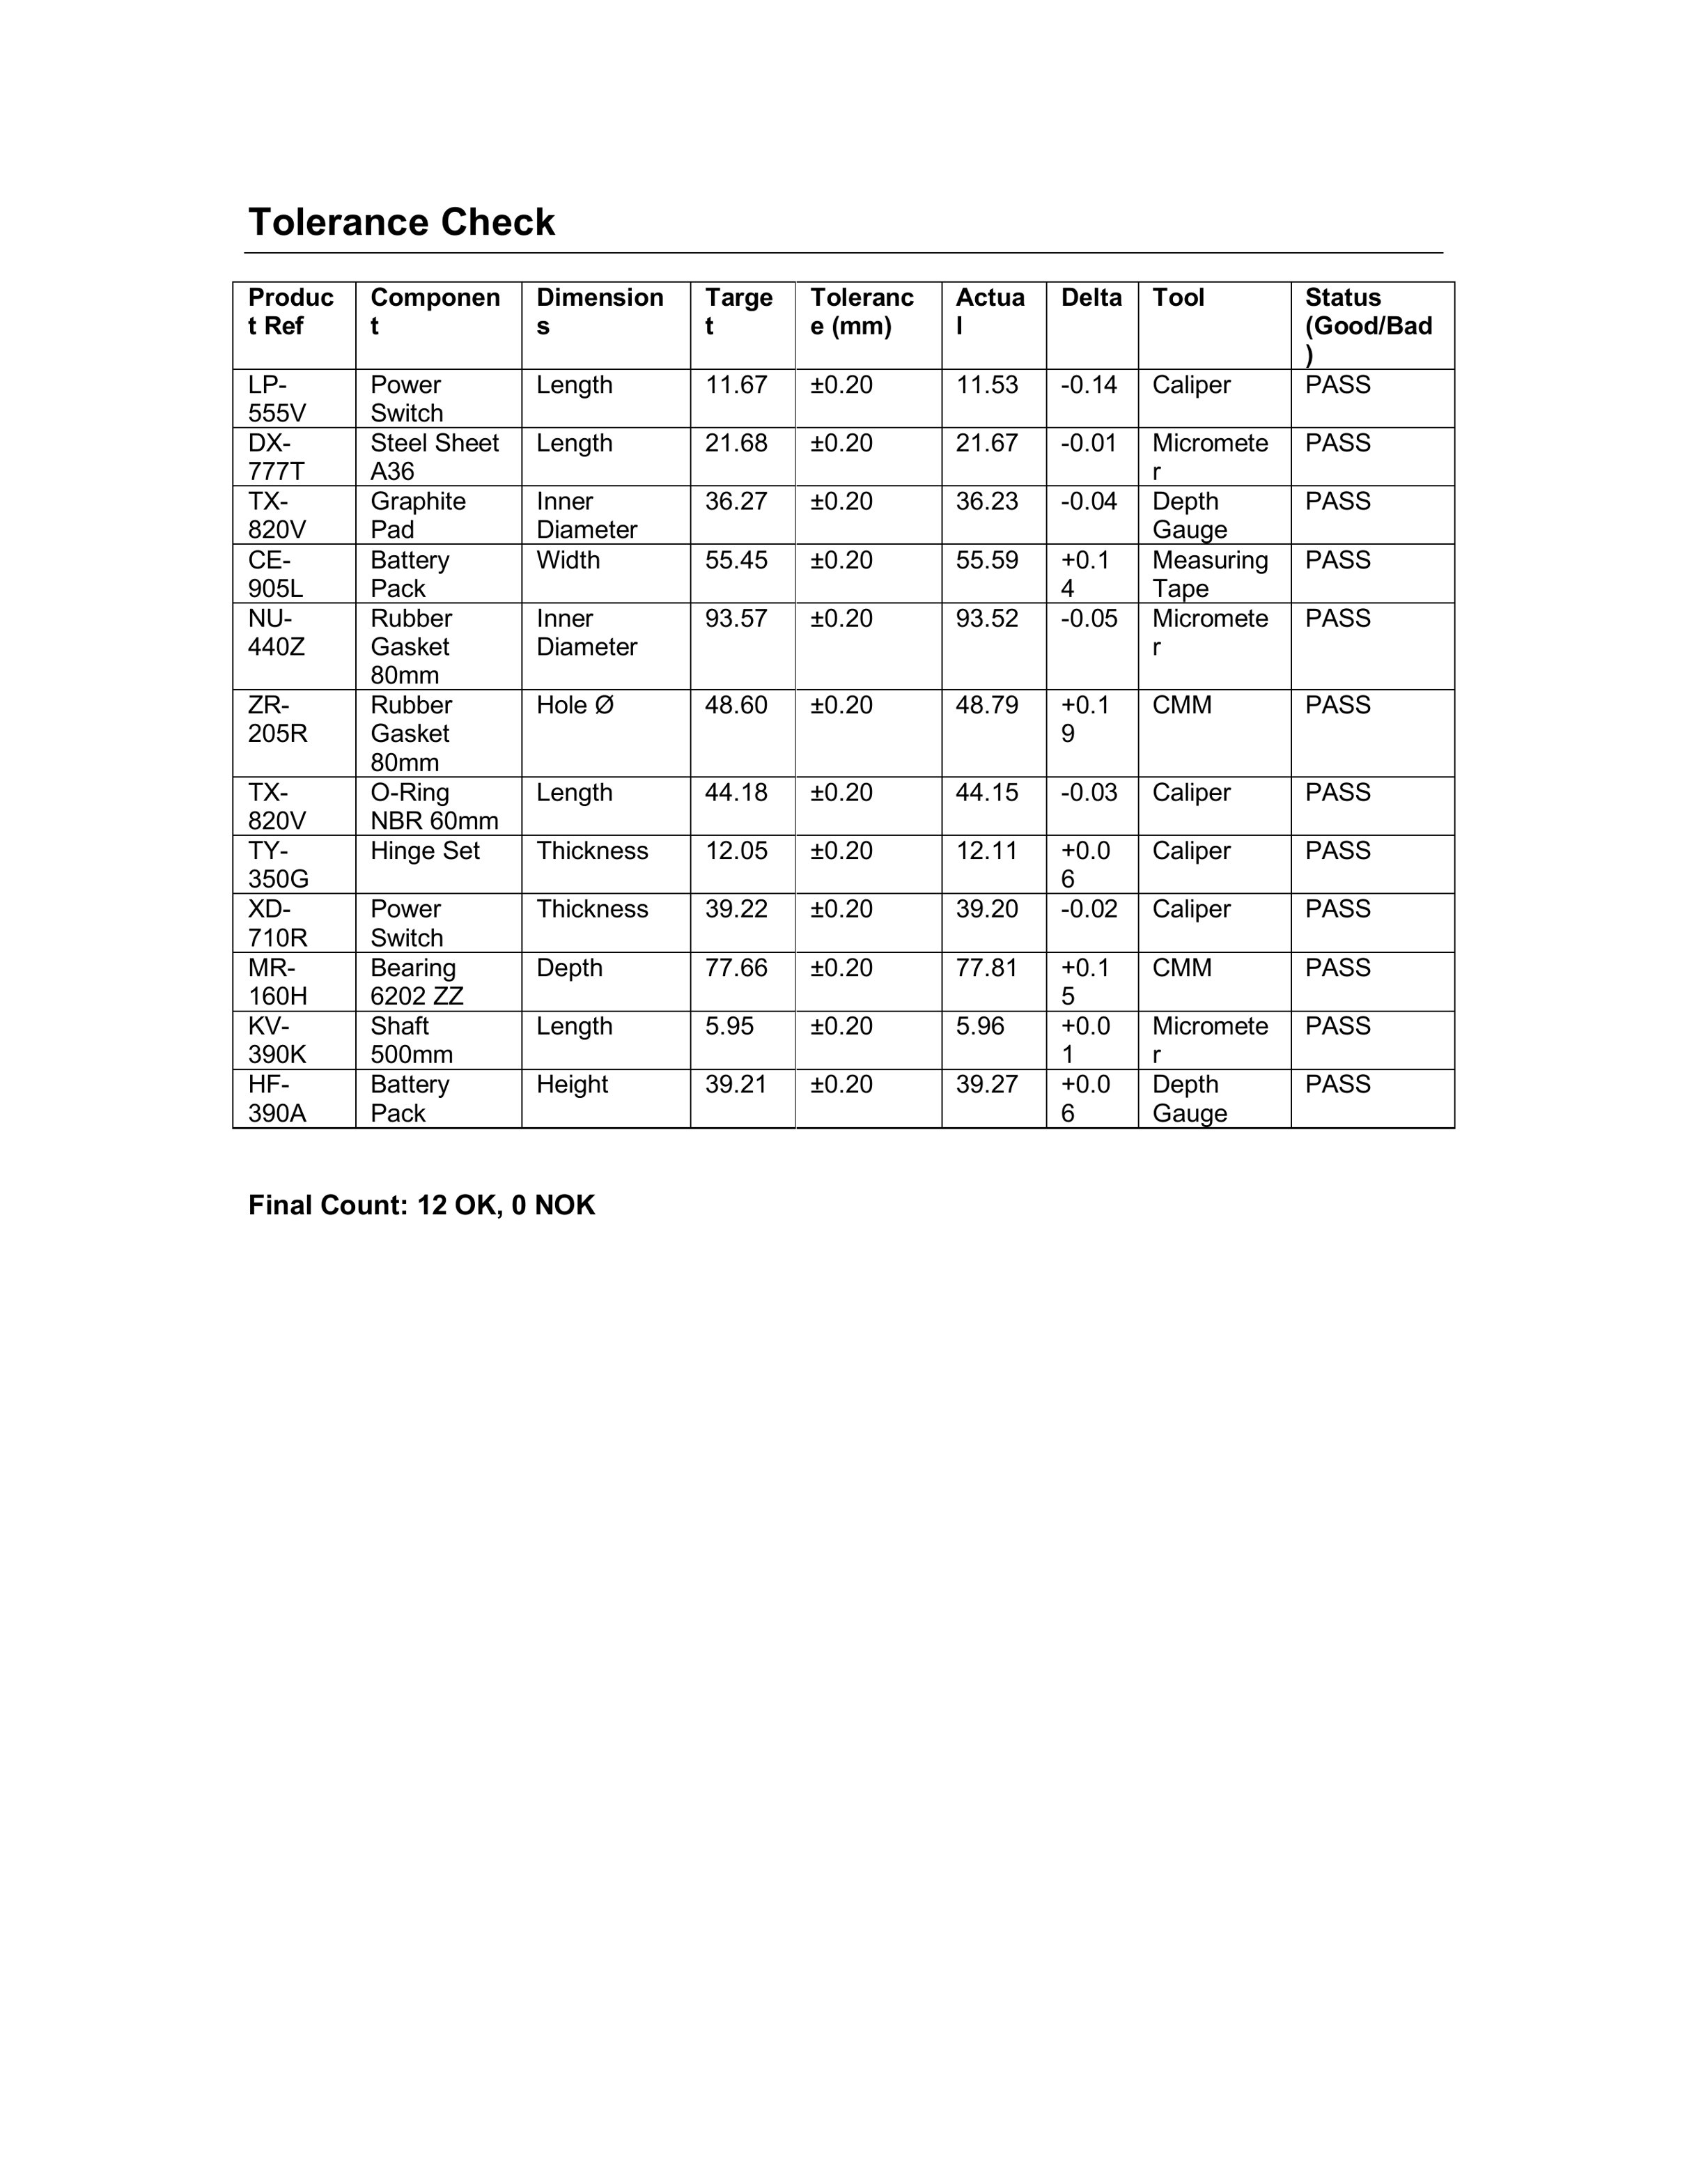 Tolerance Check
Product Ref Component Dimensions Target Tolerance (mm) Actual Delta Tool Status (Good/Bad)
LP-555V Power Switch Length 11.67 ±0.20 11.53 -0.14 Caliper PASS
DX-777T Steel Sheet A36 Length 21.68 ±0.20 21.67 -0.01 Micrometer PASS
TX-820V Graphite Pad Inner Diameter 36.27 ±0.20 36.23 -0.04 Depth Gauge PASS
CE-905L Battery Pack Width 55.45 ±0.20 55.59 +0.14 Measuring Tape PASS
NU-440Z Rubber Gasket 80mm Inner Diameter 93.57 ±0.20 93.52 -0.05 Micrometer PASS
ZR-205R Rubber Gasket 80mm Hole Ø 48.60 ±0.20 48.79 +0.19 CMM PASS
TX-820V O-Ring NBR 60mm Length 44.18 ±0.20 44.15 -0.03 Caliper PASS
TY-350G Hinge Set Thickness 12.05 ±0.20 12.11 +0.06 Caliper PASS
XD-710R Power Switch Thickness 39.22 ±0.20 39.20 -0.02 Caliper PASS
MR-160H Bearing 6202 ZZ Depth 77.66 ±0.20 77.81 +0.15 CMM PASS
KV-390K Shaft 500mm Length 5.95 ±0.20 5.96 +0.01 Micrometer PASS
HF-390A Battery Pack Height 39.21 ±0.20 39.27 +0.06 Depth Gauge PASS
Final Count: 12 OK, 0 NOK